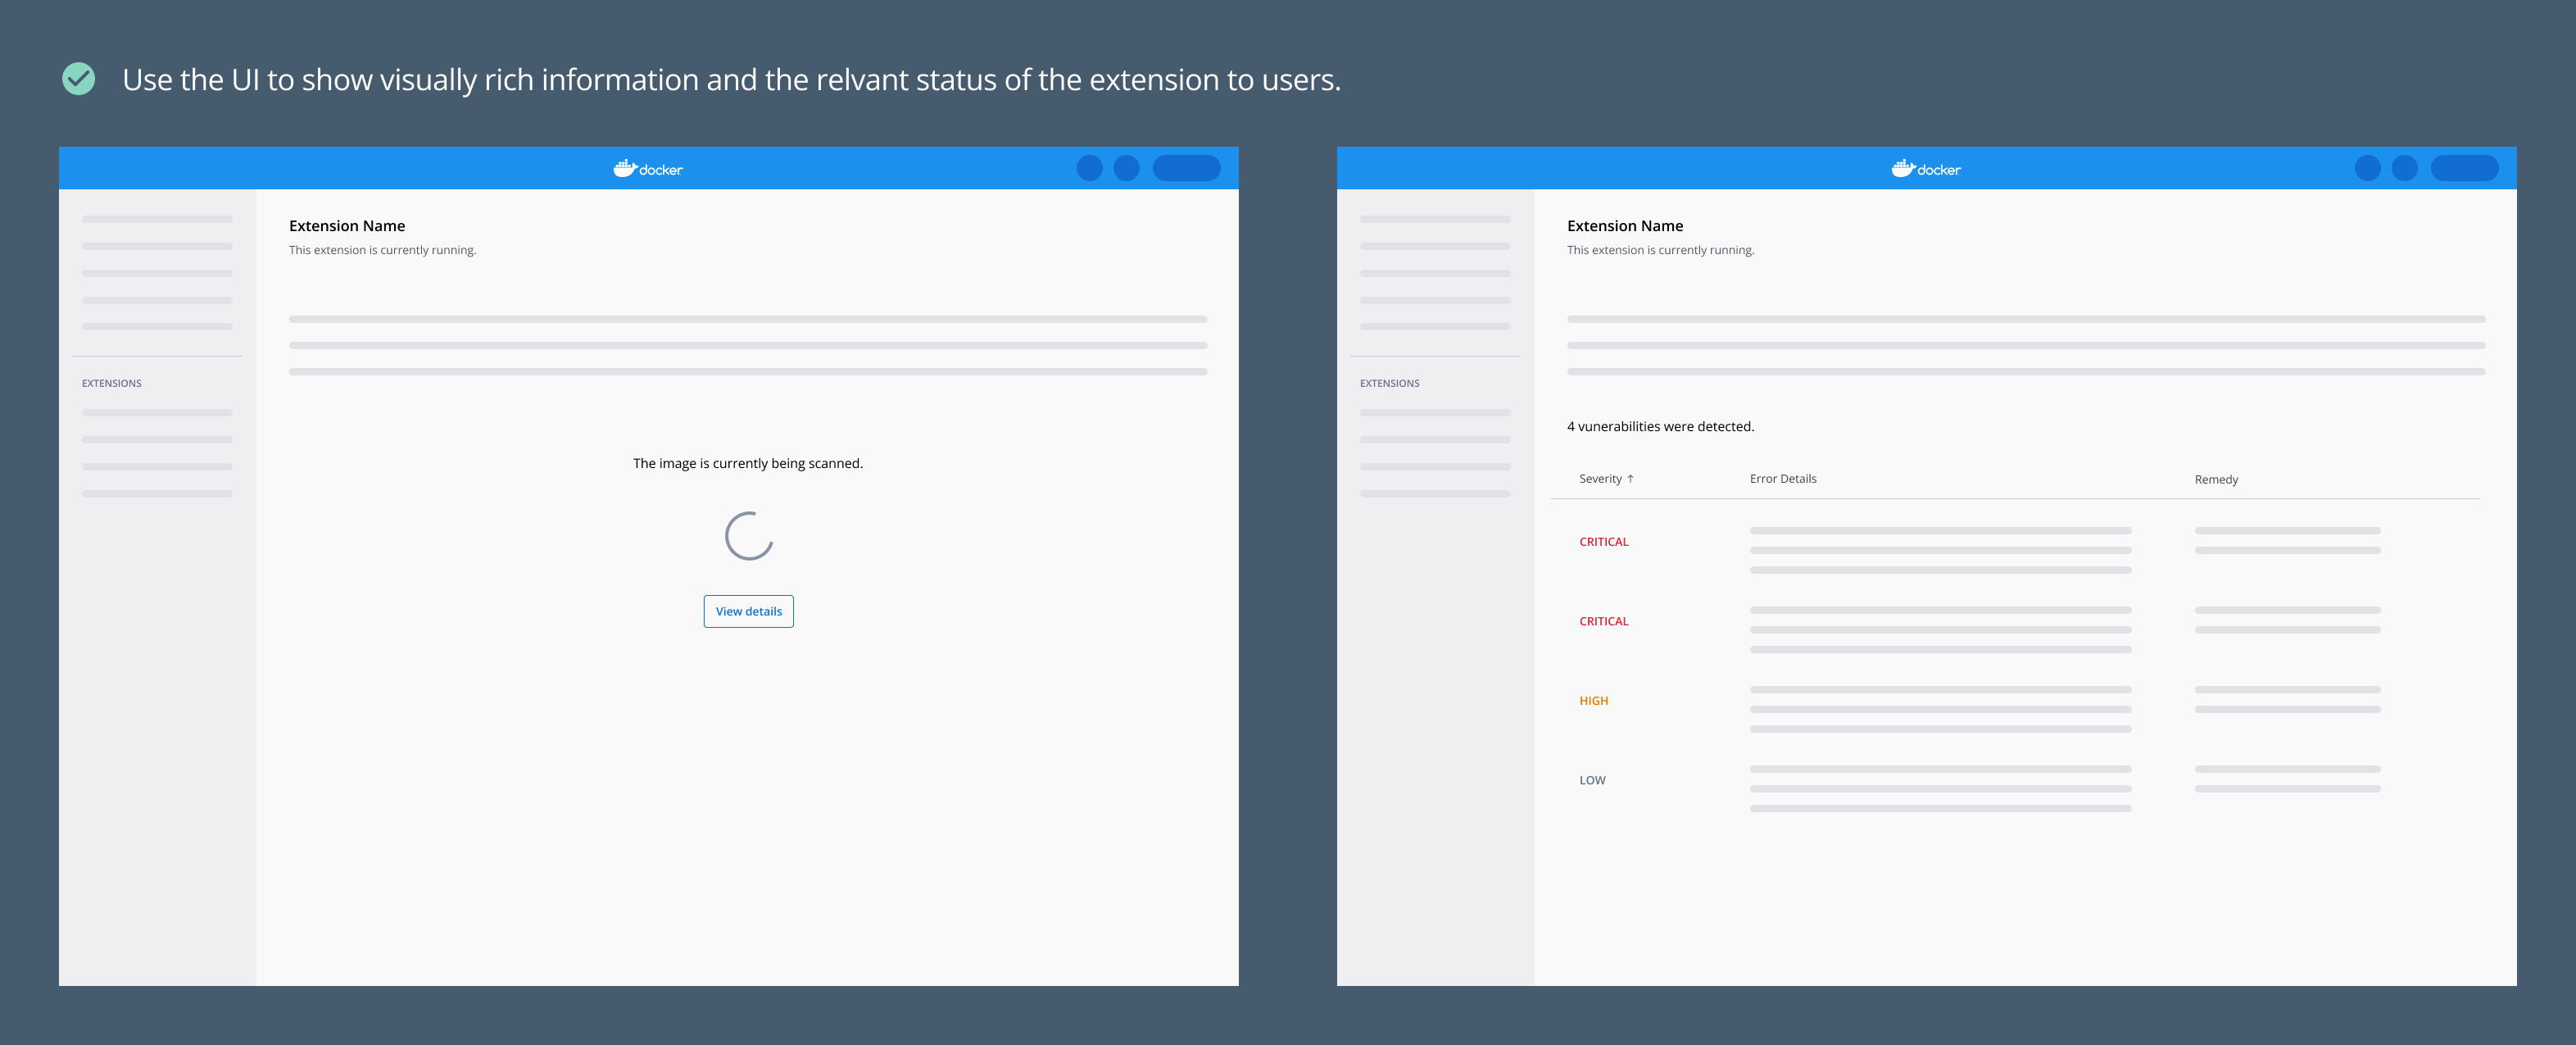 Use the UI to show visually rich information and the relvant status of the extension to users.
docker
Extension Name
This extension is currently running.
EXTENSIONS
The image is currently being scanned.
View details
docker
Extension Name
This extension is currently running.
EXTENSIONS
4 vunerabilities were detected.
Severity ↑ Error Details Remedy
CRITICAL
CRITICAL
HIGH
LOW